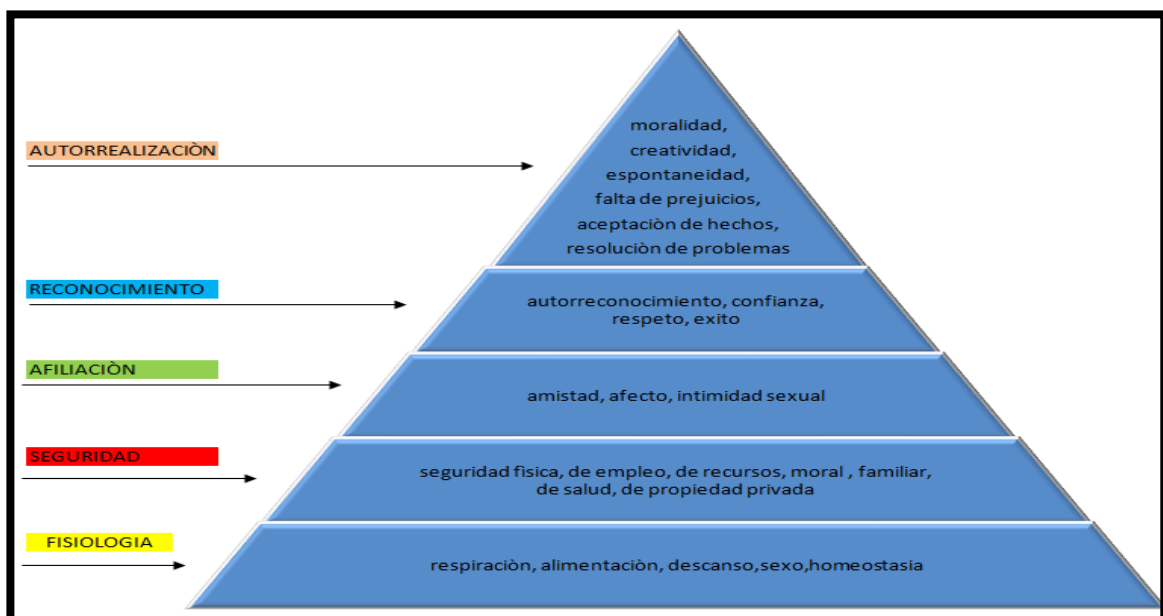 moralidad,
creatividad,
AUTORREALIZACIÒN
espontaneidad,
falta de prejuicios,
aceptaciòn de hechos,
resoluciòn de problemas
RECONOCIMIENTO
autorreconocimiento, confianza,
respeto, exito
AFILIACIÒN
amistad, afecto, intimidad sexual
SEGURIDAD
seguridad fìsica, de empleo, de recursos, moral , familiar,
de salud, de propiedad privada
FISIOLOGIA
respiraciòn, alimentaciòn, descanso,sexo,homeostasia